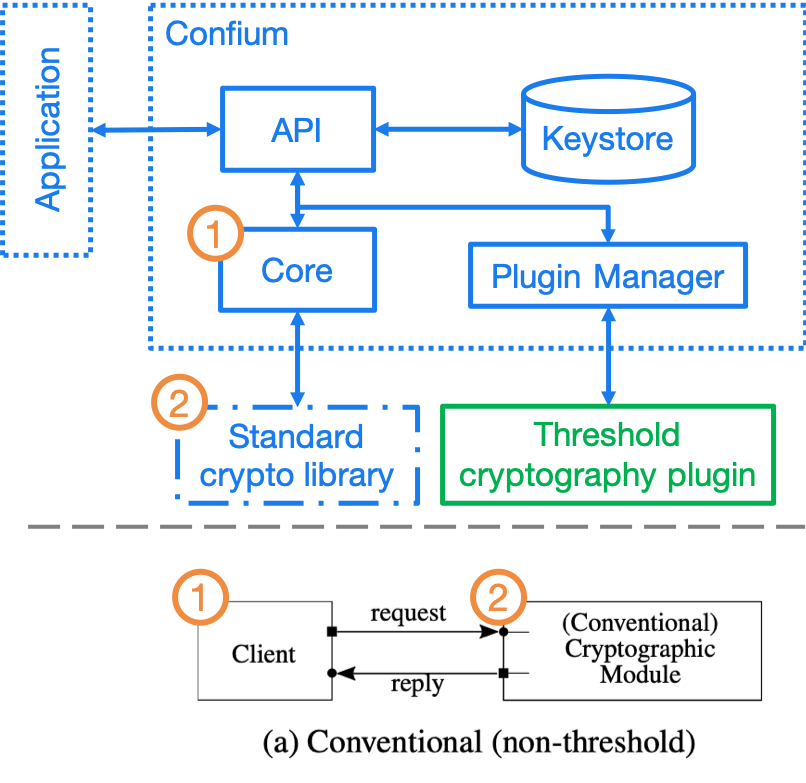 Confium
Application
API
Keystore
1
Core
Plugin Manager
2
Standard
crypto library
Threshold
cryptography plugin
1
2
Client
request
reply
(Conventional)
Cryptographic
Module
(a) Conventional (non-threshold)